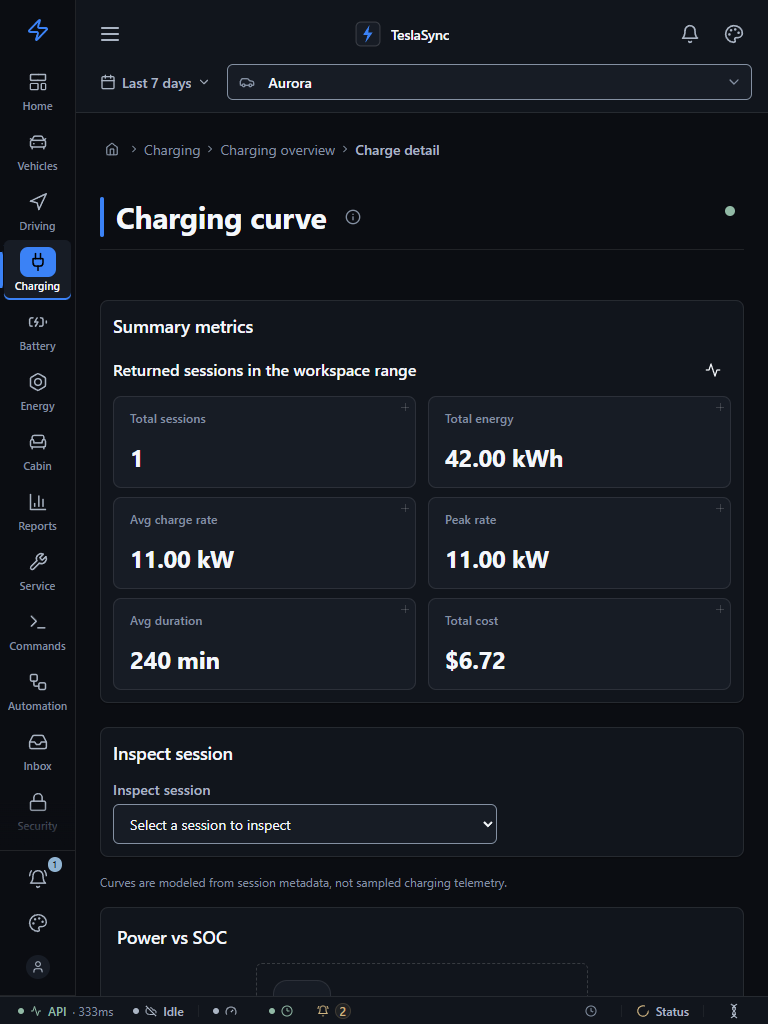 TeslaSync
Last 7 days
Aurora
Home
Vehicles
Driving
Charging
Battery
Energy
Cabin
Reports
Service
Commands
Automation
Inbox
Security
1
Charging > Charging overview > Charge detail
Charging curve
Summary metrics
Returned sessions in the workspace range
Total sessions
1
Total energy
42.00 kWh
Avg charge rate
11.00 kW
Peak rate
11.00 kW
Avg duration
240 min
Total cost
$6.72
Inspect session
Inspect session
Select a session to inspect
Curves are modeled from session metadata, not sampled charging telemetry.
Power vs SOC
API · 333ms
Idle
2
Status